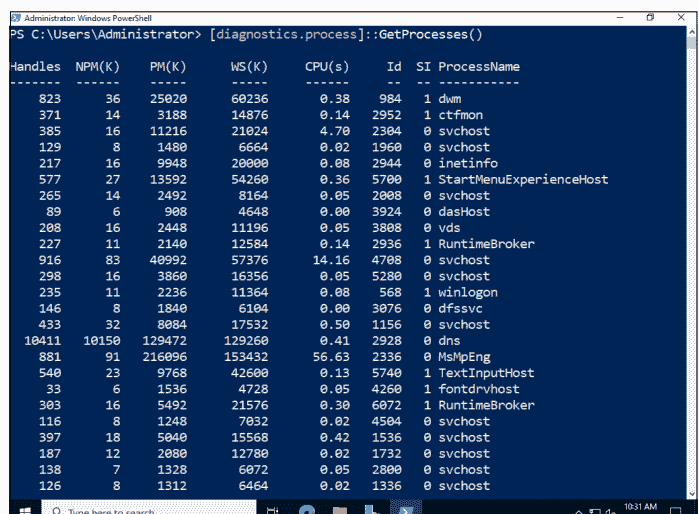 Administrator: Windows PowerShell
PS C:\Users\Administrator> [diagnostics.process]::GetProcesses()
Handles NPM(K) PM(K) WS(K) CPU(s) Id SI ProcessName
------- ------ ----- ----- ------ -- -- -----------
823 36 25020 60236 0.38 984 1 dwm
371 14 3188 14876 0.14 2952 1 ctfmon
385 16 11216 21024 4.70 2304 0 svchost
129 8 1480 6664 0.02 1960 0 svchost
217 16 9948 20000 0.08 2944 0 inetinfo
577 27 13592 54260 0.36 5700 1 StartMenuExperienceHost
265 14 2492 8164 0.05 2008 0 svchost
89 6 908 4648 0.00 3924 0 dasHost
208 16 2448 11196 0.05 3808 0 vds
227 11 2140 12584 0.14 2936 1 RuntimeBroker
916 83 40992 57376 14.16 4708 0 svchost
298 16 3860 16356 0.05 5280 0 svchost
235 11 2236 11364 0.08 568 1 winlogon
146 8 1840 6104 0.00 3076 0 dfssvc
433 32 8084 17532 0.50 1156 0 svchost
10411 10150 129472 129260 0.41 2928 0 dns
881 91 216096 153432 56.63 2336 0 MsMpEng
540 23 9768 42600 0.13 5740 1 TextInputHost
33 6 1536 4728 0.05 4260 1 fontdrvhost
303 16 5492 21576 0.30 6072 1 RuntimeBroker
116 8 1248 7032 0.02 4504 0 svchost
397 18 5040 15568 0.42 1536 0 svchost
187 12 2080 12780 0.02 1732 0 svchost
138 7 1328 6072 0.05 2800 0 svchost
126 8 1312 6464 0.02 1336 0 svchost
Type here to search
10:31 AM